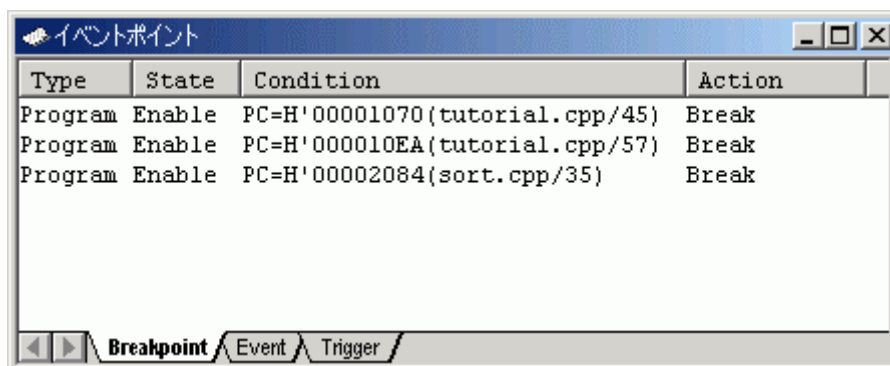 イベントポイント
Type State Condition Action
Program Enable PC=H'00001070(tutorial.cpp/45) Break
Program Enable PC=H'000010EA(tutorial.cpp/57) Break
Program Enable PC=H'00002084(sort.cpp/35) Break
Breakpoint Event Trigger